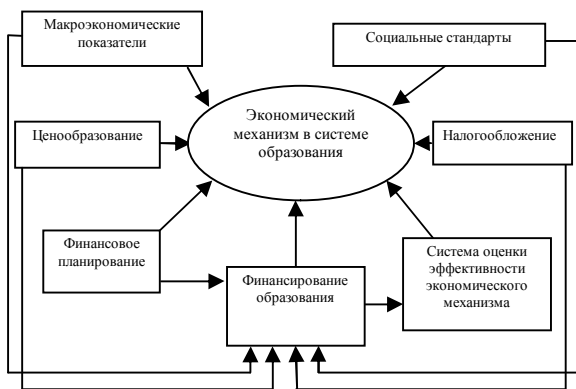 Макроэкономические
показатели
Социальные стандарты
Экономический
механизм в системе
образования
Ценообразование
Налогообложение
Финансовое
планирование
Финансирование
образования
Система оценки
эффективности
экономического
механизма